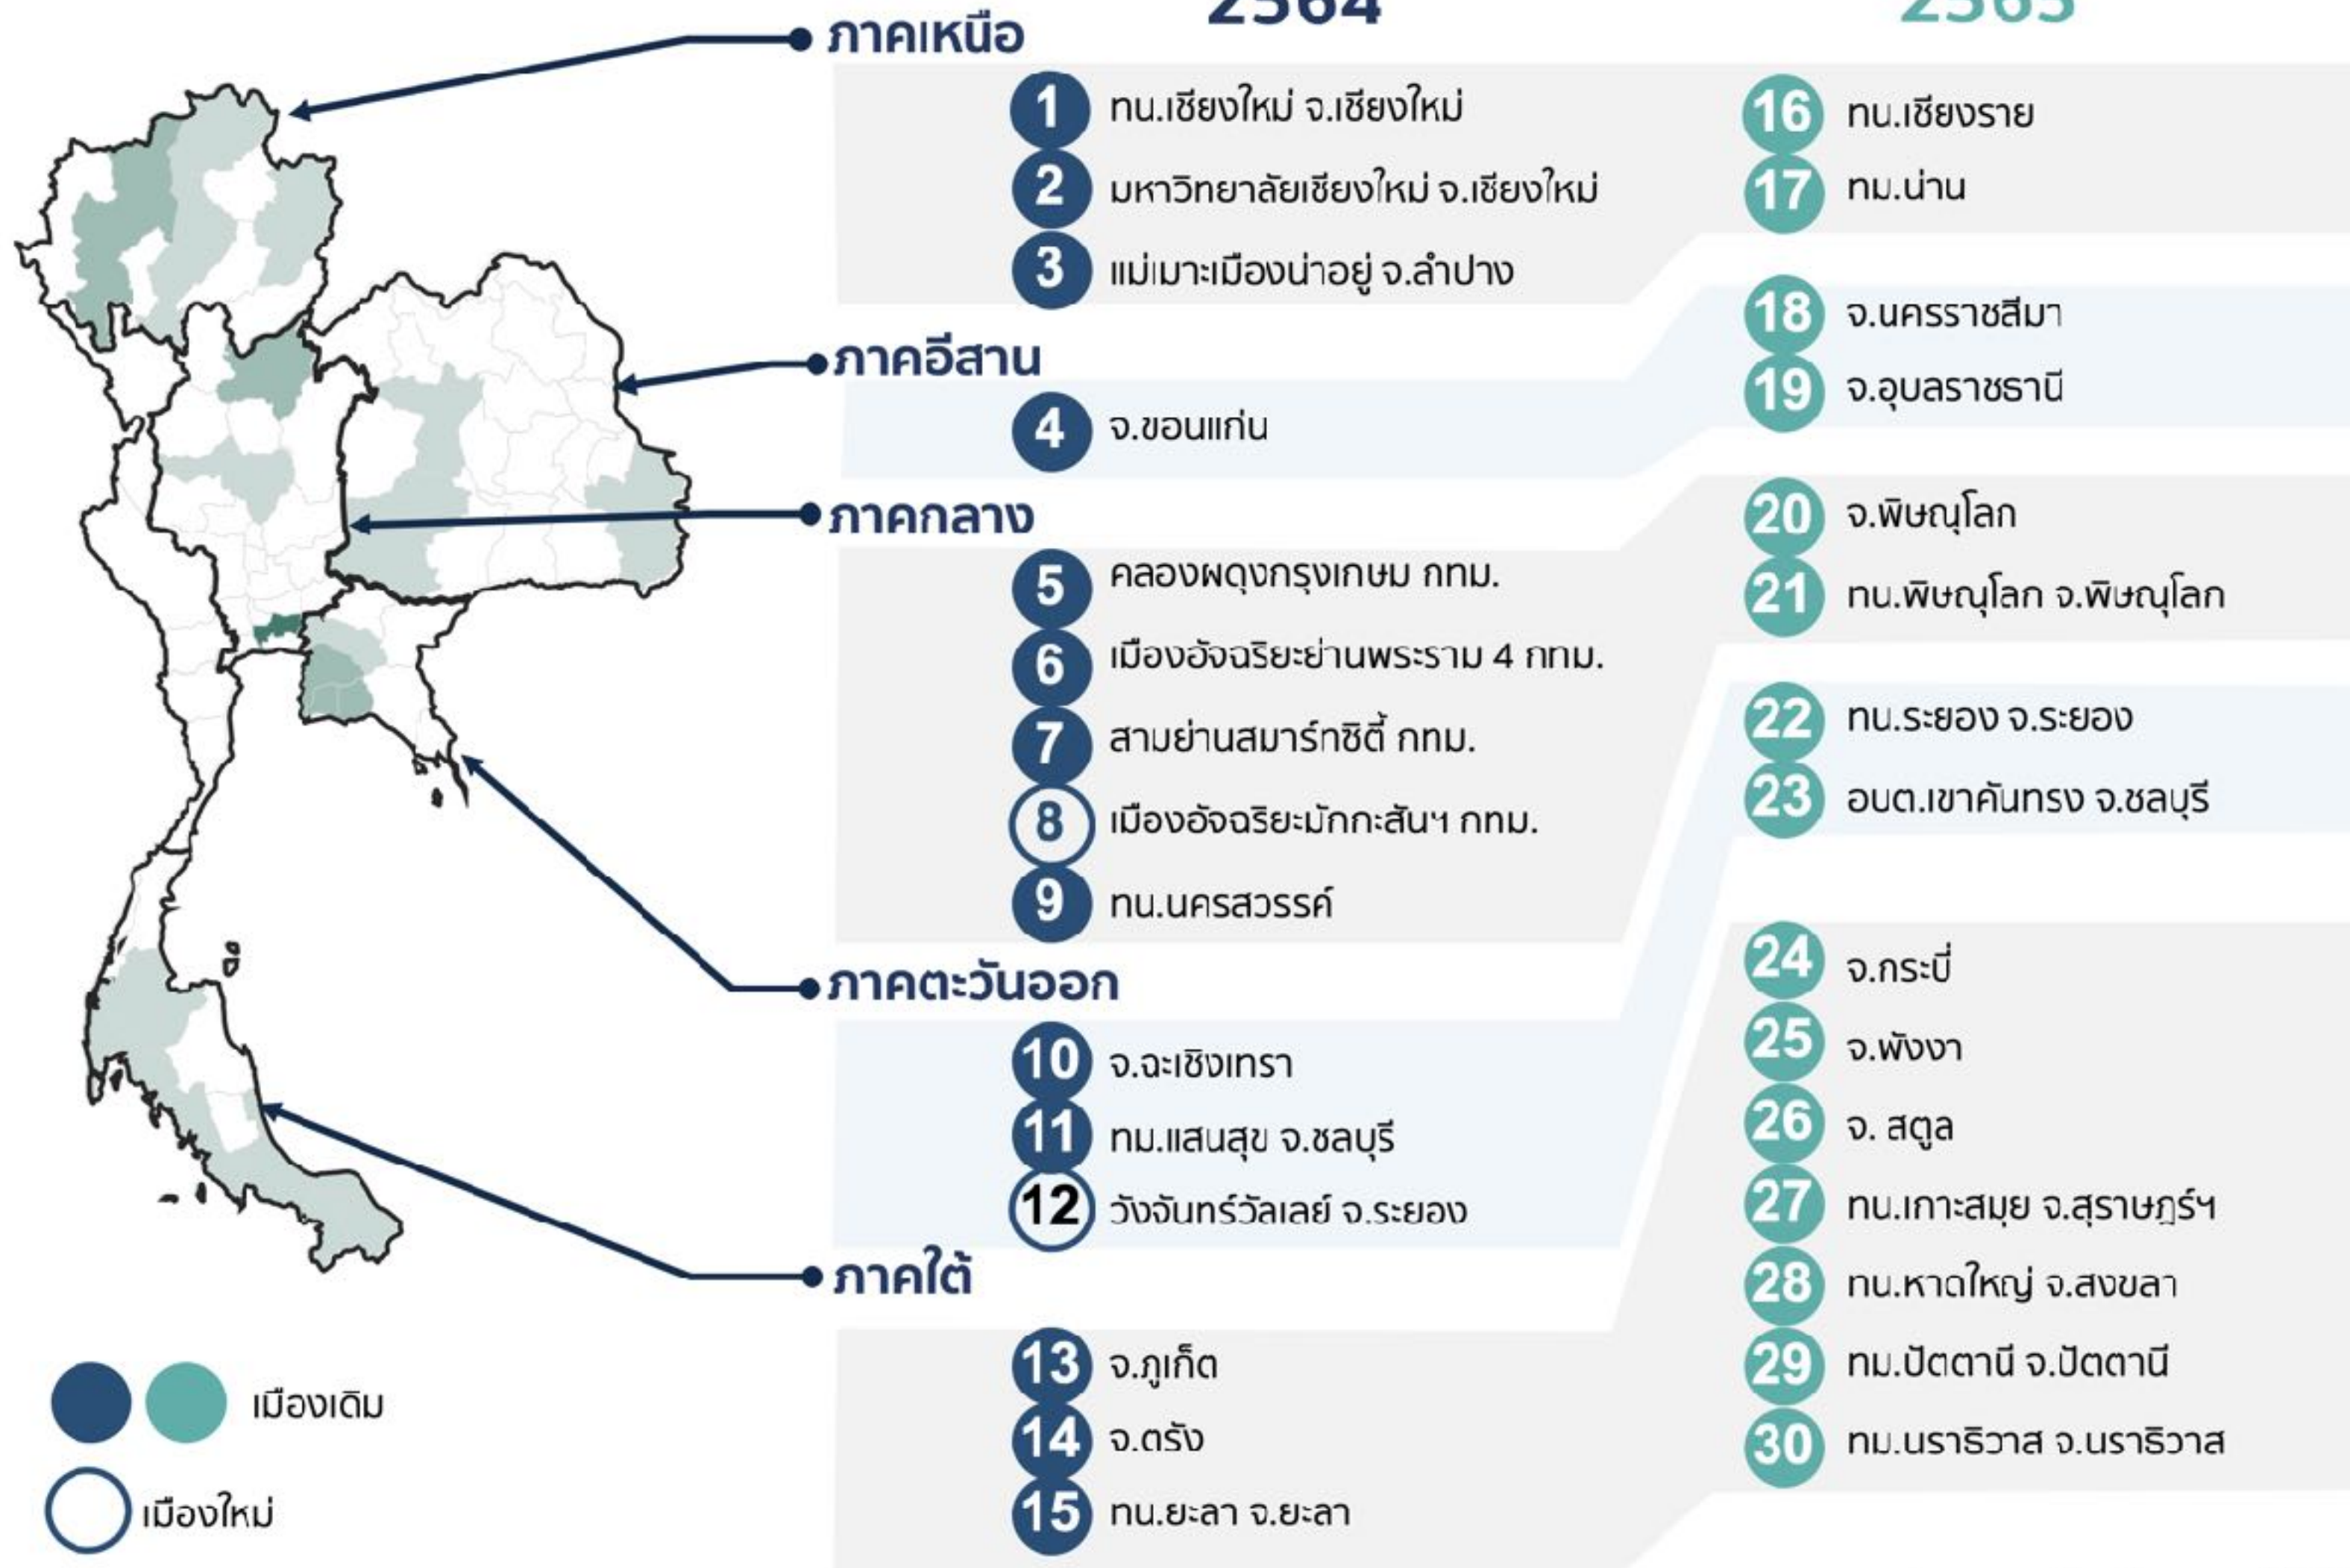 2564
2565
ภาคเหนือ
1 ทน.เชียงใหม่ จ.เชียงใหม่
2 มหาวิทยาลัยเชียงใหม่ จ.เชียงใหม่
3 แม่เมาะเมืองน่าอยู่ จ.ลำปาง
16 ทน.เชียงราย
17 ทม.น่าน
ภาคอีสาน
4 จ.ขอนแก่น
18 จ.นครราชสีมา
19 จ.อุบลราชธานี
ภาคกลาง
5 คลองผดุงกรุงเกษม กทม.
6 เมืองอัจฉริยะย่านพระราม 4 กทม.
7 สามย่านสมาร์ทซิตี้ กทม.
8 เมืองอัจฉริยะมักกะสันฯ กทม.
9 ทน.นครสวรรค์
20 จ.พิษณุโลก
21 ทน.พิษณุโลก จ.พิษณุโลก
ภาคตะวันออก
10 จ.ฉะเชิงเทรา
11 ทม.แสนสุข จ.ชลบุรี
12 วังจันทร์วัลเลย์ จ.ระยอง
22 ทน.ระยอง จ.ระยอง
23 อบต.เขาคันทรง จ.ชลบุรี
ภาคใต้
13 จ.ภูเก็ต
14 จ.ตรัง
15 ทน.ยะลา จ.ยะลา
24 จ.กระบี่
25 จ.พังงา
26 จ. สตูล
27 ทน.เกาะสมุย จ.สุราษฎร์ฯ
28 ทน.หาดใหญ่ จ.สงขลา
29 ทม.ปัตตานี จ.ปัตตานี
30 ทม.นราธิวาส จ.นราธิวาส
เมืองเดิม
เมืองใหม่